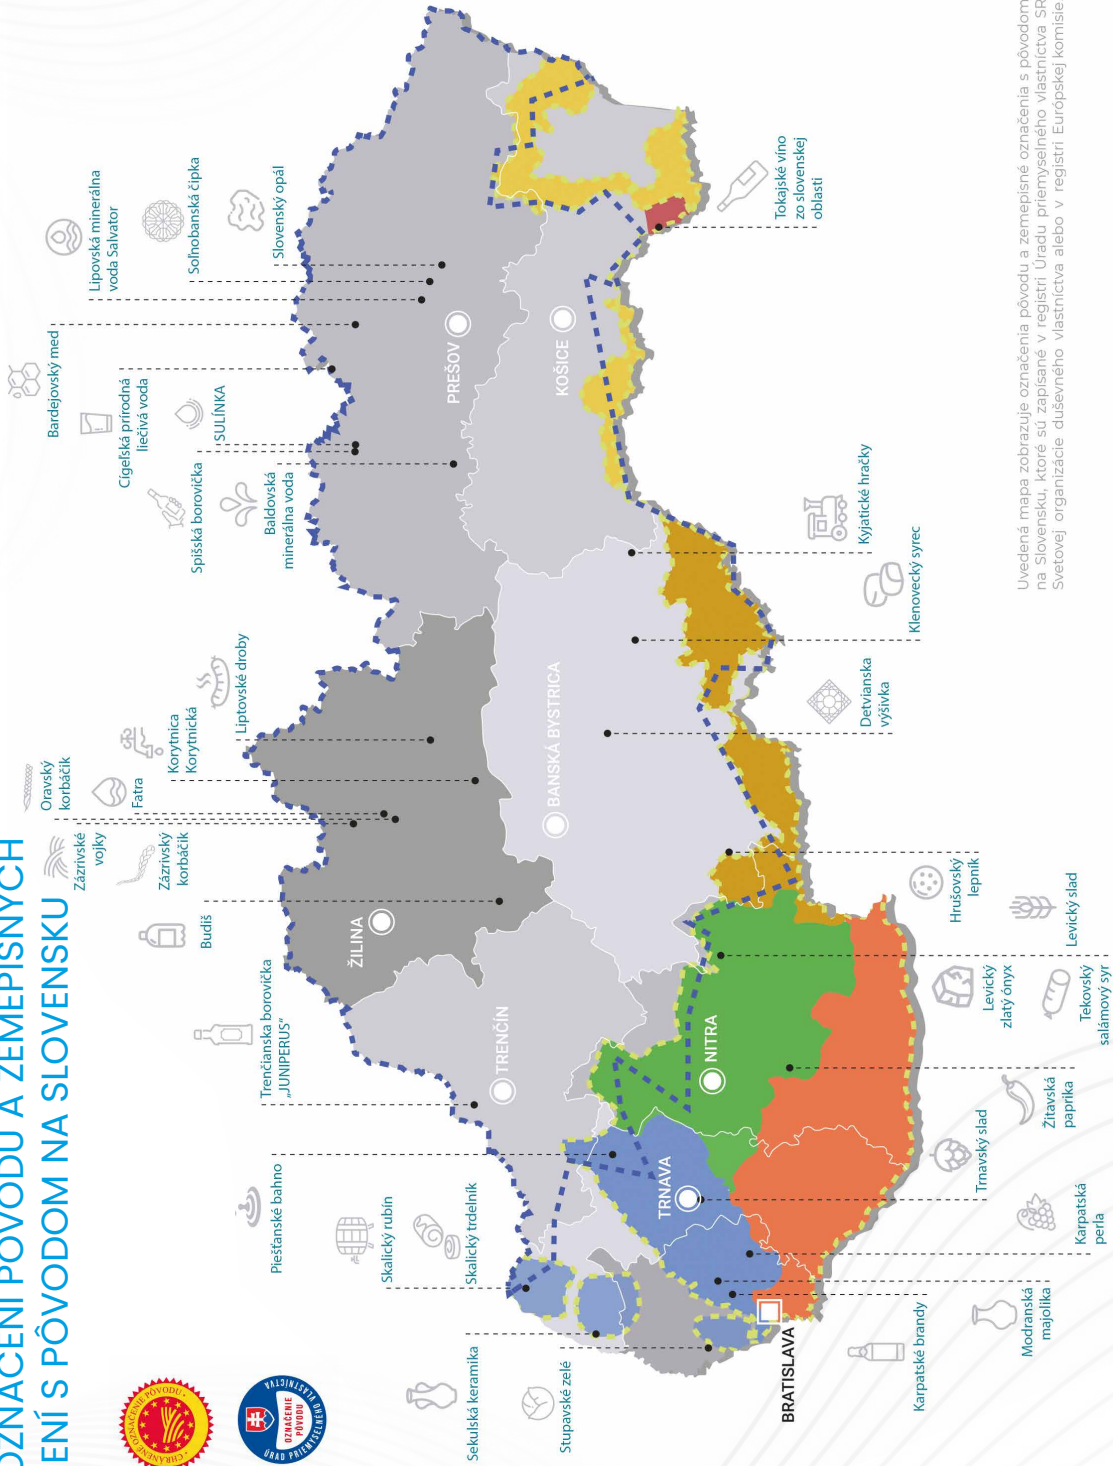 OZNAČENÍ PÔVODU A ZEMEPISNÝCH
ENÍ S PÔVODOM NA SLOVENSKU
• CHRÁNENÉ OZNAČENIE PÔVODU •
OZNAČENIE
PÔVODU
ÚRAD PRIEMYSELNÉHO VLASTNÍCTVA
Sekulská keramika
Stupavské zelé
Skalický rubín
Skalický trdelník
Piešťanské bahno
Trenčianska borovička
„JUNIPERUS“
Budiš
Zázrivské
vojky
Zázrivský
korbáčik
Oravský
korbáčik
Fatra
Korytnica
Korytnická
Liptovské droby
Spišská borovička
SULÍNKA
Baldovská
minerálna voda
Cígeľská prírodná
liečivá voda
Bardejovský med
Lipovská minerálna
voda Salvator
Soľnobanská čipka
Slovenský opál
BRATISLAVA
TRNAVA
TRENČÍN
NITRA
ŽILINA
BANSKÁ BYSTRICA
PREŠOV
KOŠICE
Karpatské brandy
Modranská
majolika
Karpatská
perla
Trnavský slad
Žitavská
paprika
Levický
zlatý ónyx
Tekovský
salámový syr
Levický slad
Hrušovský
lepník
Detvianska
výšivka
Klenovecký syrec
Kyjatické hračky
Tokajské víno
zo slovenskej
oblasti
Uvedená mapa zobrazuje označenia pôvodu a zemepisné označenia s pôvodom
na Slovensku, ktoré sú zapísané v registri Úradu priemyselného vlastníctva SR
Svetovej organizácie duševného vlastníctva alebo v registri Európskej komisie